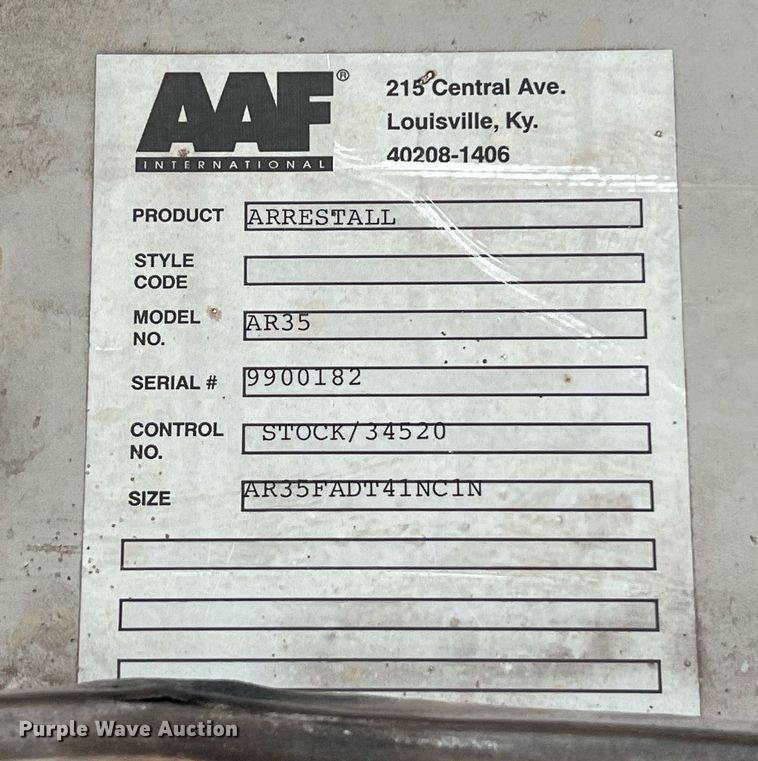 AAF®
INTERNATIONAL
215 Central Ave.
Louisville, Ky.
40208-1406
PRODUCT ARRESTALL
STYLE
CODE
MODEL
NO. AR35
SERIAL # 9900182
CONTROL
NO. STOCK/34520
SIZE AR35FADT41NC1N
Purple Wave Auction